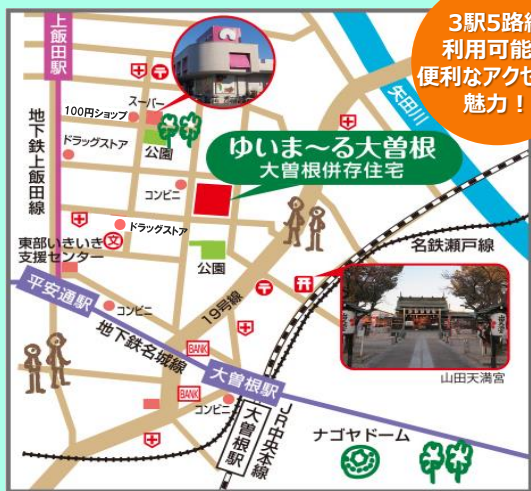 3駅5路線
利用可能
便利なアクセ
魅力！
上飯田駅
地下鉄上飯田線
100円ショップ
スーパー
ドラッグストア
公園
矢田川
ゆいま～る大曽根
大曽根併存住宅
コンビニ
ドラッグストア
文
東部いきいき
支援センター
公園
名鉄瀬戸線
平安通駅
コンビニ
地下鉄名城線
19号線
BANK
大曽根駅
BANK
コンビニ
大曽根駅
JR中央本線
山田天満宮
ナゴヤドーム